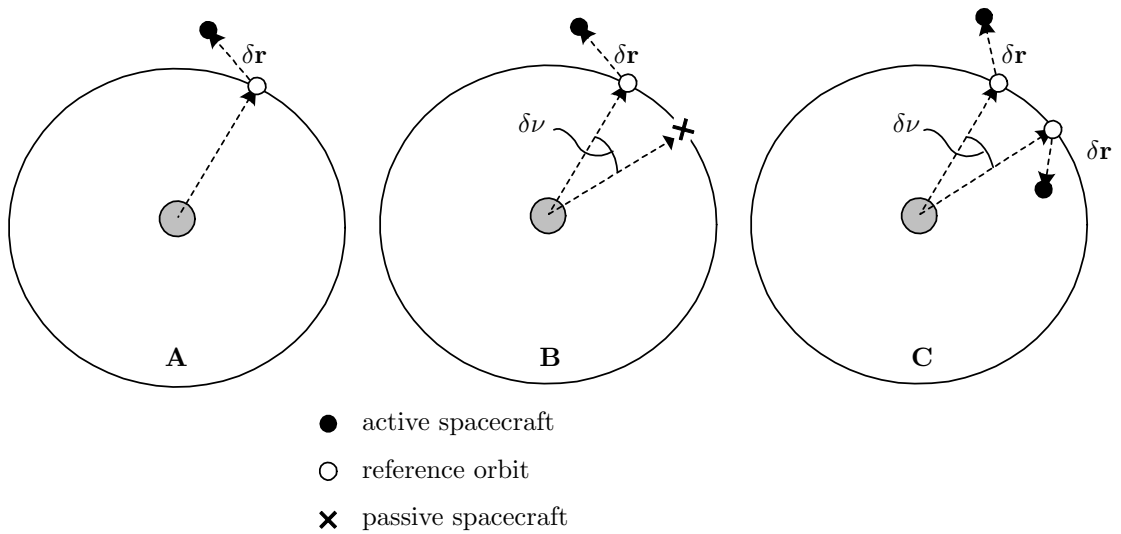 δr
δr
δν
δr
δν
δr
A
B
C
active spacecraft
reference orbit
passive spacecraft